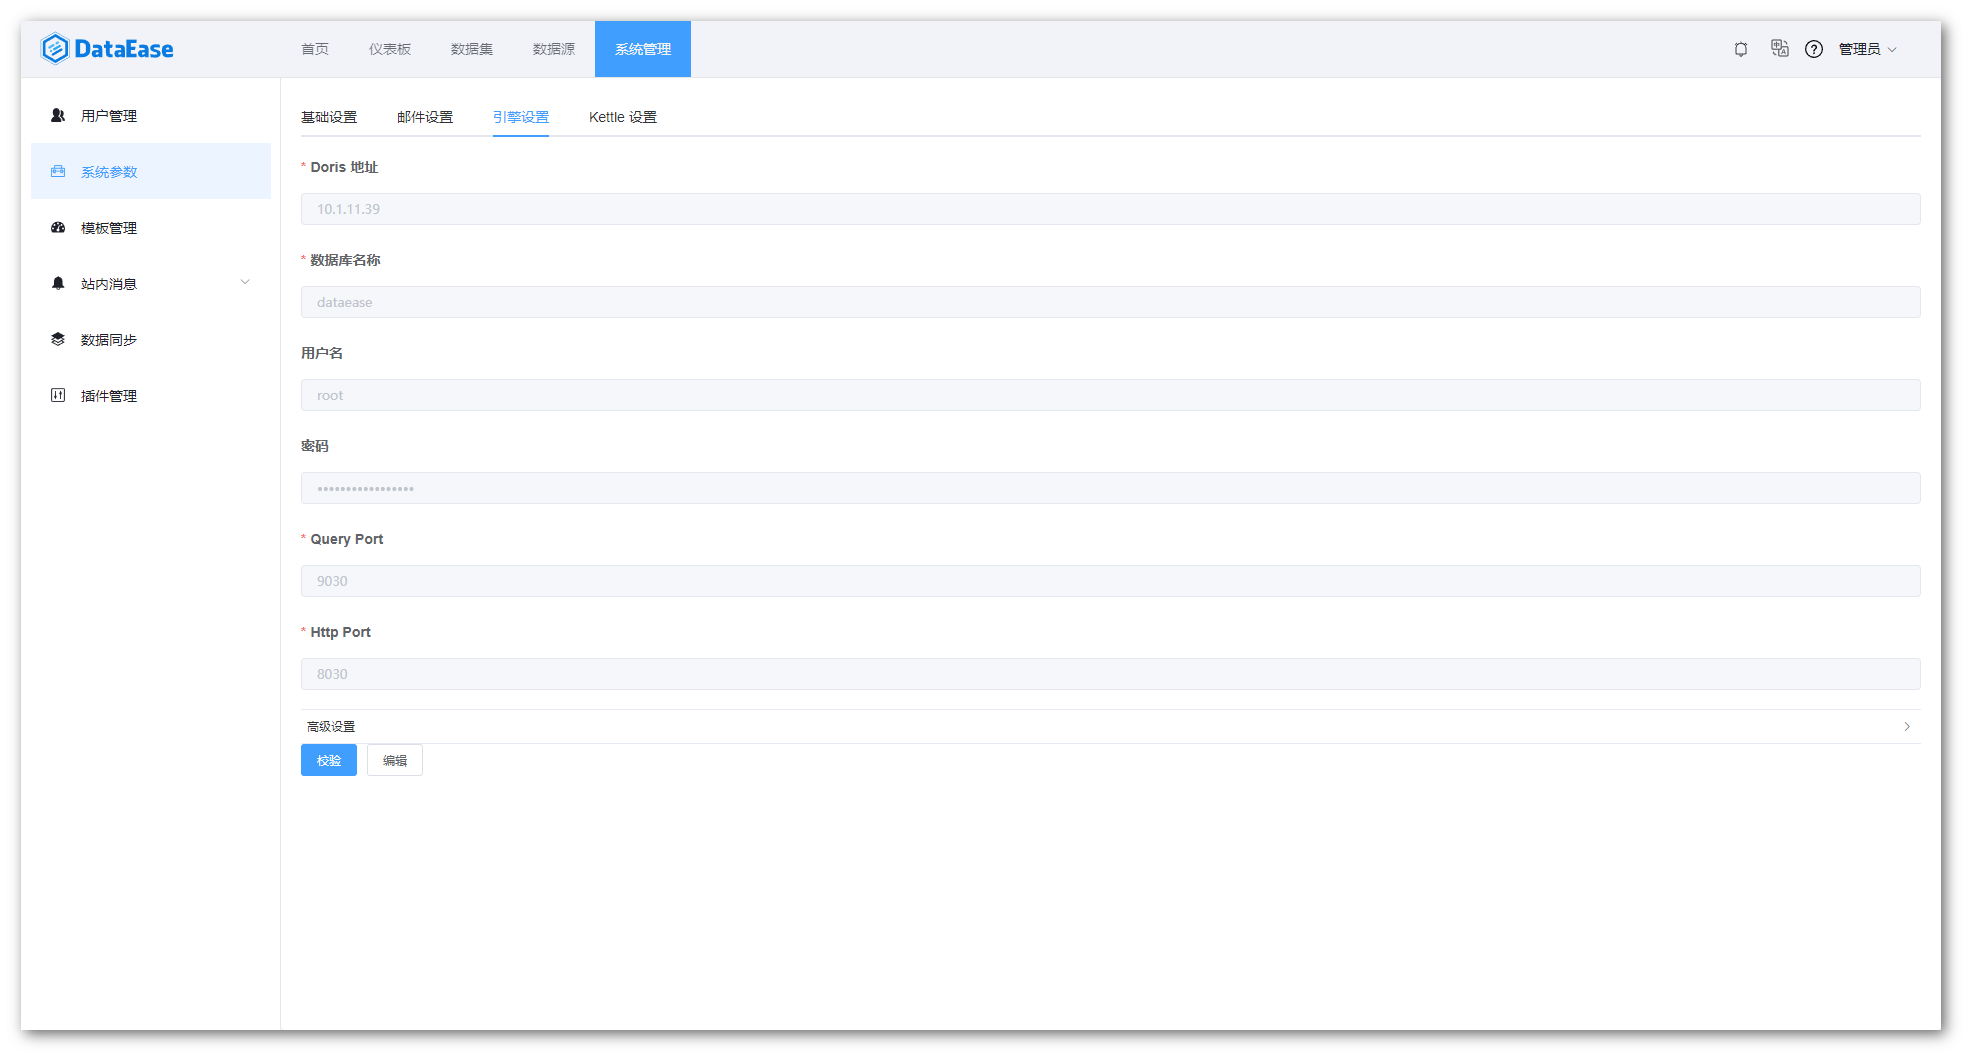 DataEase
首页 仪表板 数据集 数据源 系统管理
管理员
用户管理
系统参数
模板管理
站内消息
数据同步
插件管理
基础设置 邮件设置 引擎设置 Kettle 设置
* Doris 地址
10.1.11.39
* 数据库名称
dataease
用户名
root
密码
•••••••••••••••••
* Query Port
9030
* Http Port
8030
高级设置
校验 编辑